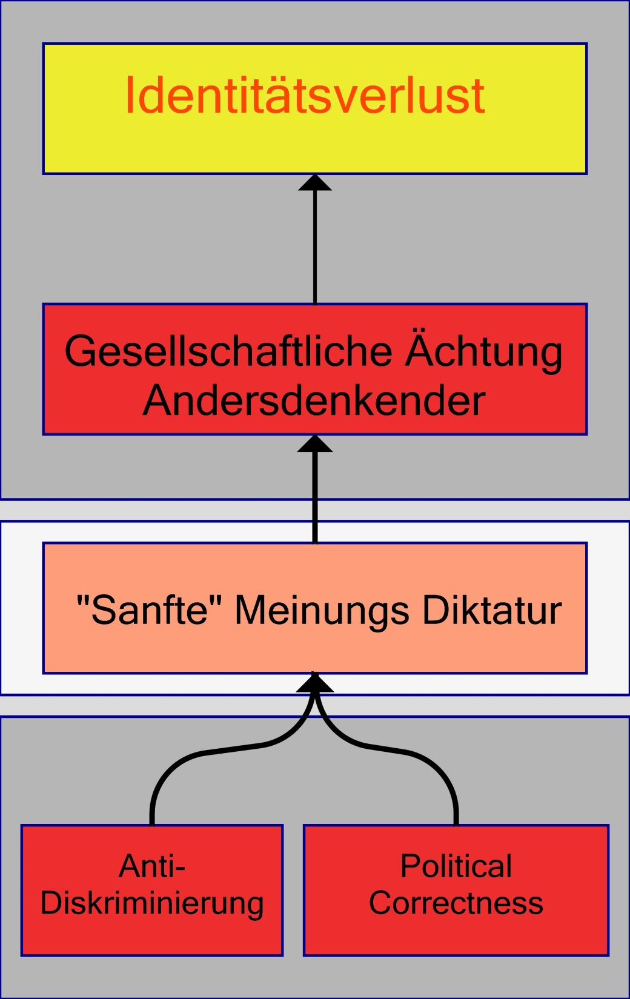 Identitätsverlust
Gesellschaftliche Ächtung
Andersdenkender
"Sanfte" Meinungs Diktatur
Anti-
Diskriminierung
Political
Correctness